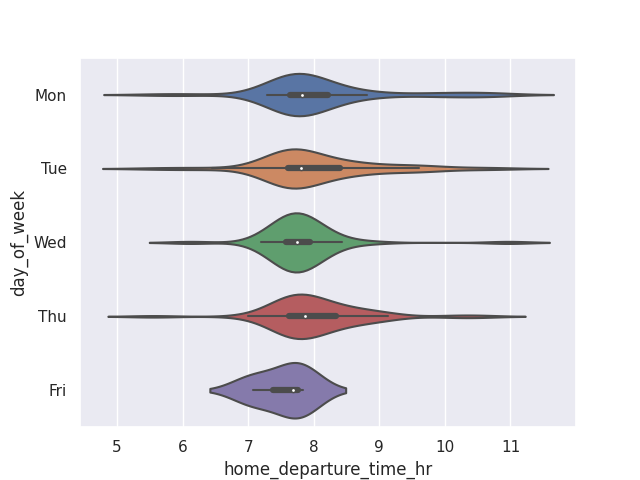 Mon
Tue
Wed
Thu
Fri
day_of_week
5 6 7 8 9 10 11
home_departure_time_hr